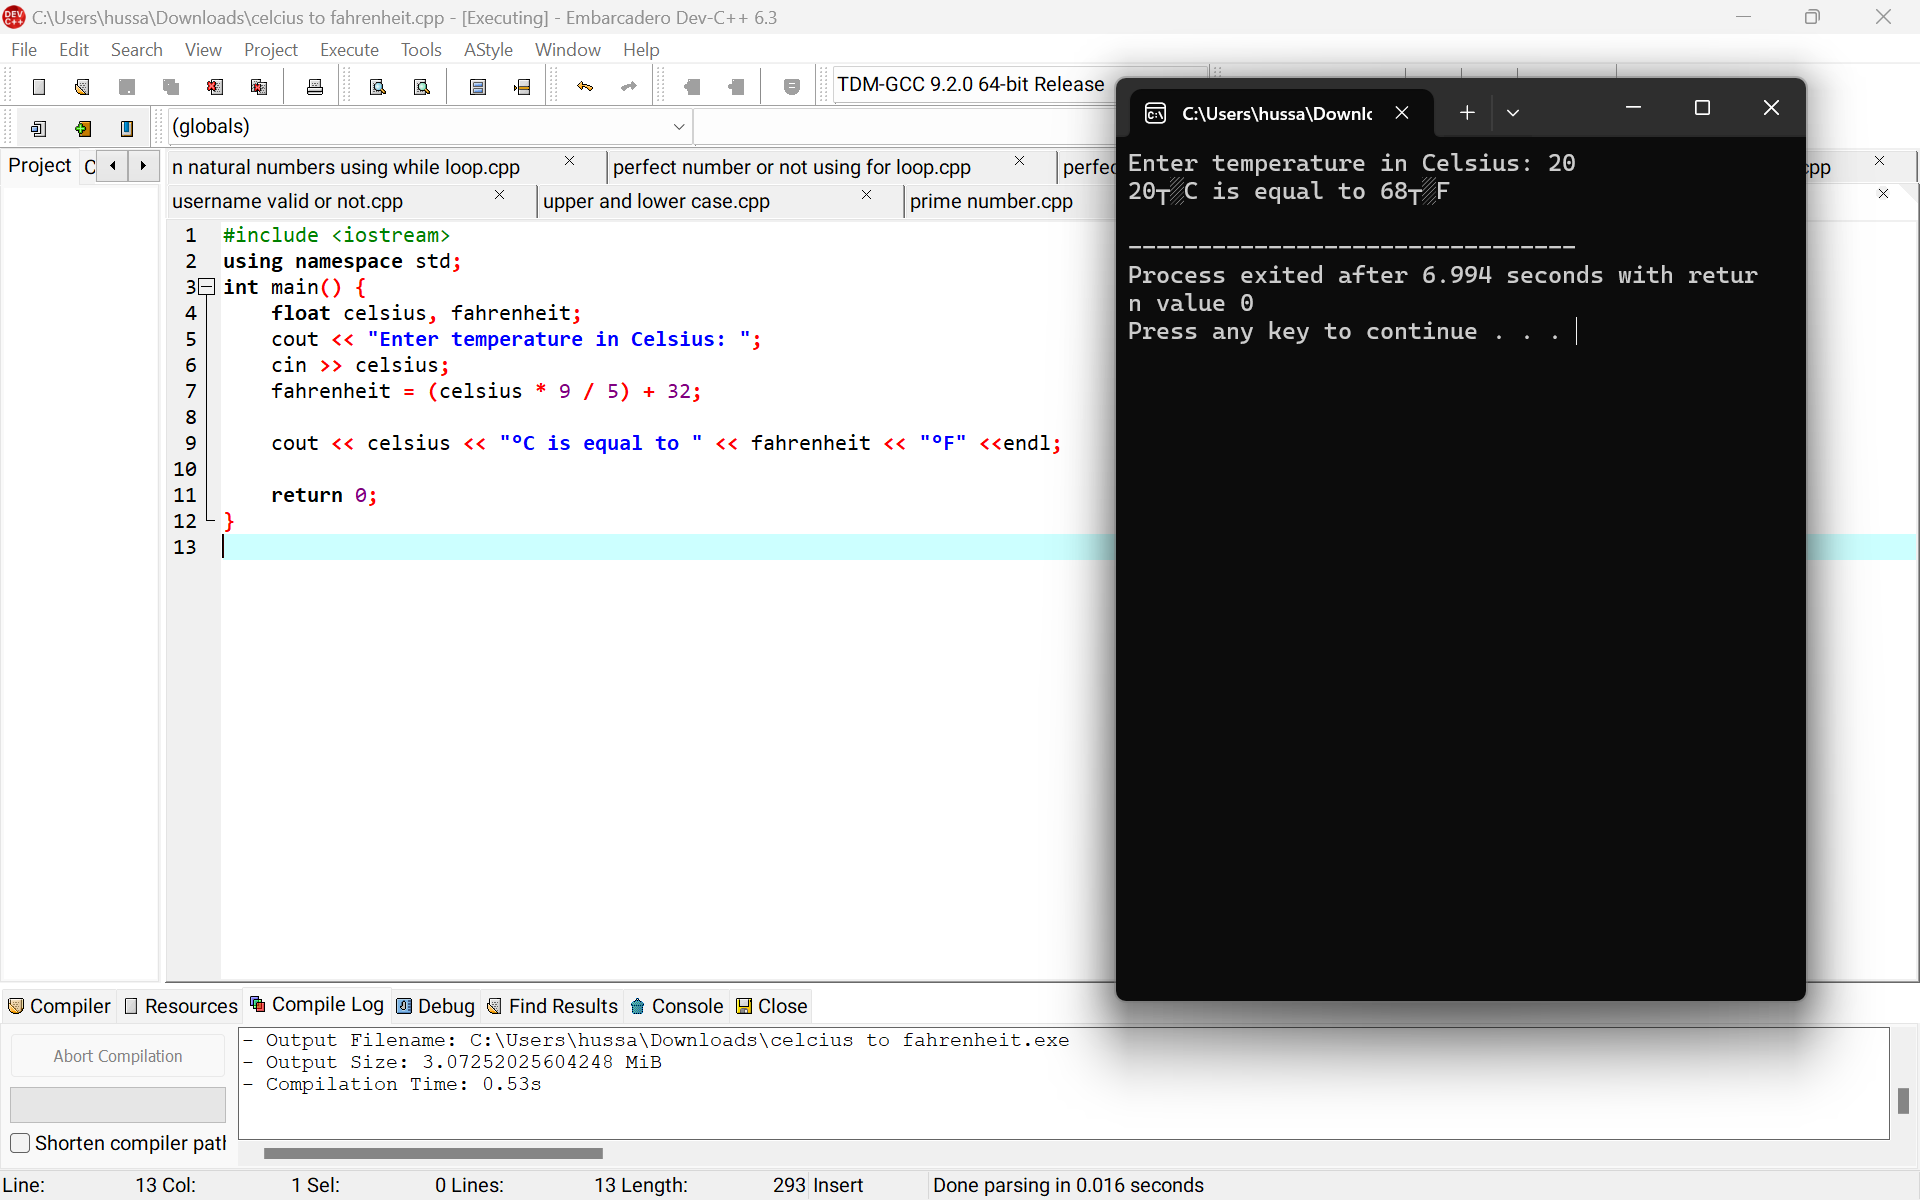 C:\Users\hussa\Downloads\celcius to fahrenheit.cpp - [Executing] - Embarcadero Dev-C++ 6.3
File Edit Search View Project Execute Tools AStyle Window Help
TDM-GCC 9.2.0 64-bit Release
(globals)
Project
n natural numbers using while loop.cpp
perfect number or not using for loop.cpp
username valid or not.cpp
upper and lower case.cpp
prime number.cpp
1 #include <iostream>
2 using namespace std;
3 int main() {
4 float celsius, fahrenheit;
5 cout << "Enter temperature in Celsius: ";
6 cin >> celsius;
7 fahrenheit = (celsius * 9 / 5) + 32;
8
9 cout << celsius << "°C is equal to " << fahrenheit << "°F" <<endl;
10
11 return 0;
12 }
13
C:\Users\hussa\Downlo
Enter temperature in Celsius: 20
20┬░C is equal to 68┬░F
--------------------------------
Process exited after 6.994 seconds with retur
n value 0
Press any key to continue . . .
Compiler Resources Compile Log Debug Find Results Console Close
Abort Compilation
Shorten compiler path
- Output Filename: C:\Users\hussa\Downloads\celcius to fahrenheit.exe
- Output Size: 3.07252025604248 MiB
- Compilation Time: 0.53s
Line: 13 Col: 1 Sel: 0 Lines: 13 Length: 293 Insert Done parsing in 0.016 seconds